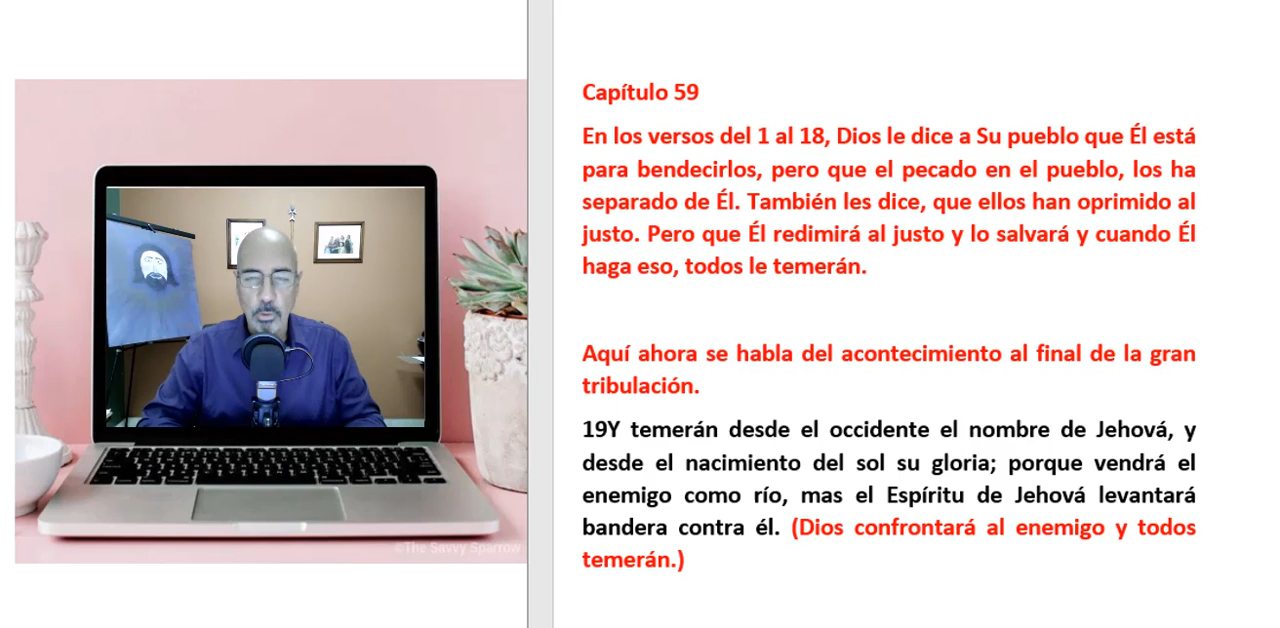 Capítulo 59
En los versos del 1 al 18, Dios le dice a Su pueblo que Él está
para bendecirlos, pero que el pecado en el pueblo, los ha
separado de Él. También les dice, que ellos han oprimido al
justo. Pero que Él redimirá al justo y lo salvará y cuando Él
haga eso, todos le temerán.
Aquí ahora se habla del acontecimiento al final de la gran
tribulación.
19Y temerán desde el occidente el nombre de Jehová, y
desde el nacimiento del sol su gloria; porque vendrá el
enemigo como río, mas el Espíritu de Jehová levantará
bandera contra él. (Dios confrontará al enemigo y todos
temerán.)
©The Savvy Sparrow